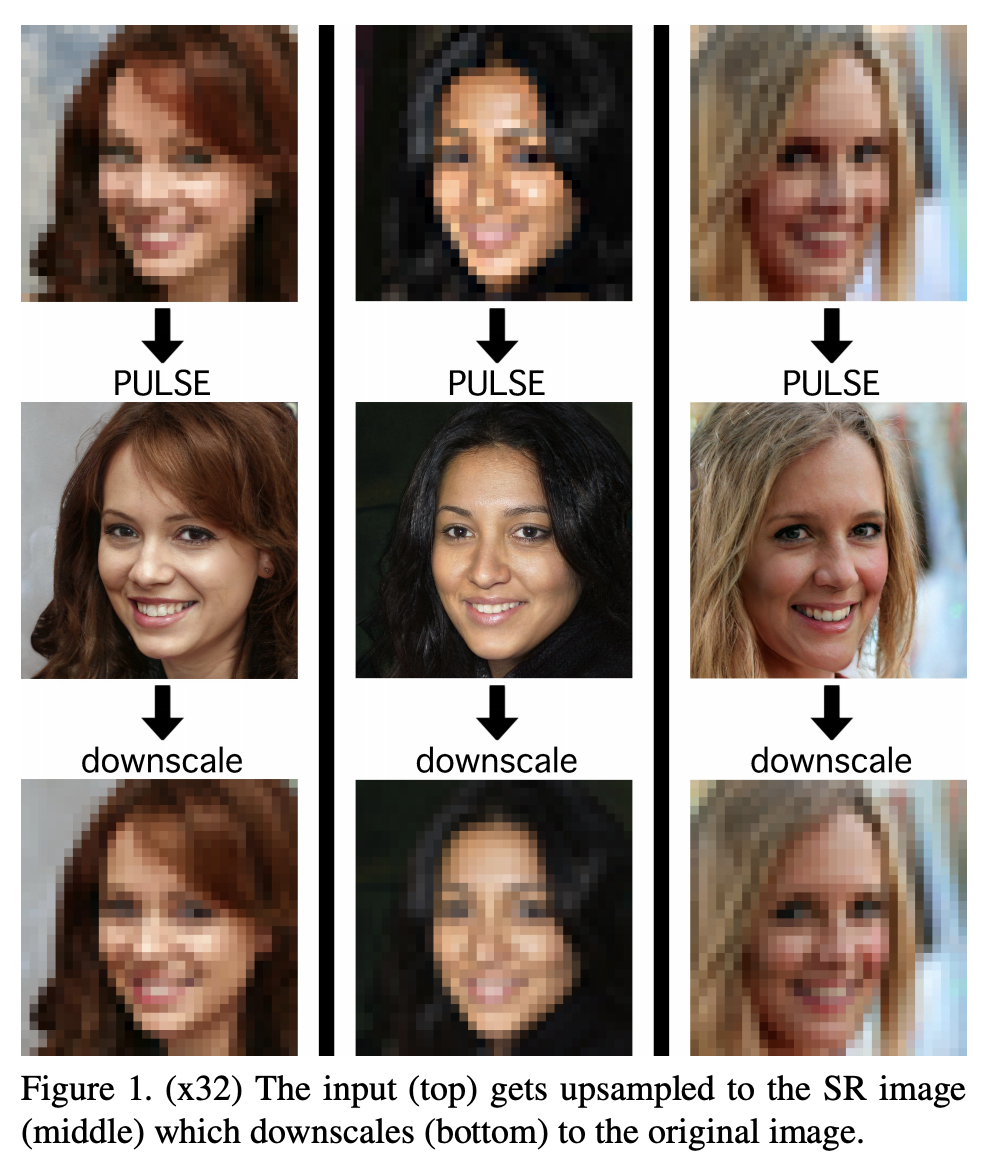 PULSE PULSE PULSE
downscale downscale downscale
Figure 1. (x32) The input (top) gets upsampled to the SR image
(middle) which downscales (bottom) to the original image.